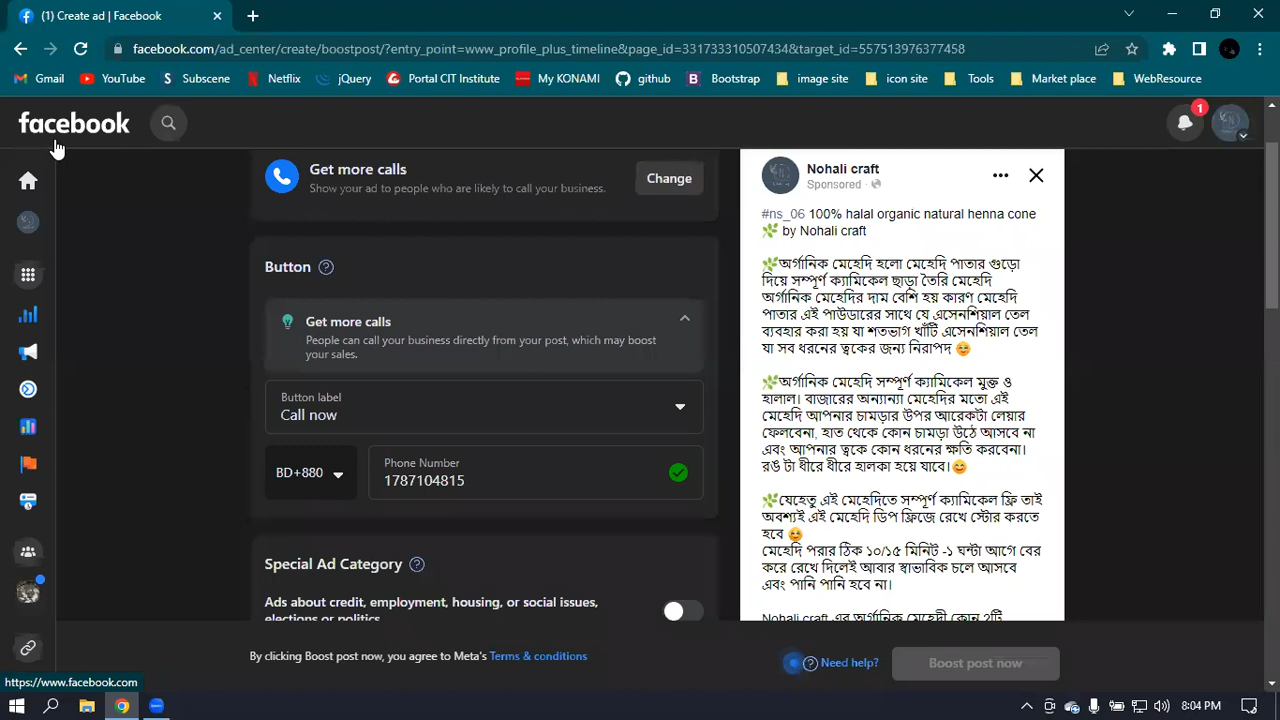 (1) Create ad | Facebook
facebook.com/ad_center/create/boostpost/?entry_point=www_profile_plus_timeline&page_id=331733310507434&target_id=557513976377458
Gmail YouTube Subscene Netflix jQuery Portal CIT Institute My KONAMI github Bootstrap image site icon site Tools Market place WebResource
facebook
1
Get more calls
Show your ad to people who are likely to call your business.
Change
Button
Get more calls
People can call your business directly from your post, which may boost
your sales.
Button label
Call now
BD+880
Phone Number
1787104815
Special Ad Category
Ads about credit, employment, housing, or social issues,
elections or politics
Nohali craft
Sponsored
#ns_06 100% halal organic natural henna cone
🌿 by Nohali craft
🌿অর্গানিক মেহেদি হলো মেহেদি পাতার গুড়ো
দিয়ে সম্পূর্ণ ক্যামিকেল ছাড়া তৈরি মেহেদি
অর্গানিক মেহেদির দাম বেশি হয় কারণ মেহেদি
পাতার এই পাউডারের সাথে যে এসেনশিয়াল তেল
ব্যবহার করা হয় যা শতভাগ খাঁটি এসেনশিয়াল তেল
যা সব ধরনের ত্বকের জন্য নিরাপদ 😊
🌿অর্গানিক মেহেদি সম্পূর্ণ ক্যামিকেল মুক্ত ও
হালাল। বাজারের অন্যান্যা মেহেদির মতো এই
মেহেদি আপনার চামড়ার উপর আরেকটা লেয়ার
ফেলবেনা, হাত থেকে কোন চামড়া উঠে আসবে না
এবং আপনার ত্বকে কোন ধরনের ক্ষতি করবেনা।
রঙ টা ধীরে ধীরে হালকা হয়ে যাবে।😊
🌿যেহেতু এই মেহেদিতে সম্পূর্ণ ক্যামিকেল ফ্রি তাই
অবশ্যই এই মেহেদি ডিপ ফ্রিজে রেখে স্টোর করতে
হবে 😊
মেহেদি পরার ঠিক ১০/১৫ মিনিট -১ ঘন্টা আগে বের
করে রেখে দিলেই আবার স্বাভাবিক চলে আসবে
এবং পানি পানি হবে না।
Nohali craft এর অর্গানিক মেহেদী কোন 2টি
By clicking Boost post now, you agree to Meta's Terms & conditions
Need help?
Boost post now
https://www.facebook.com
8:04 PM